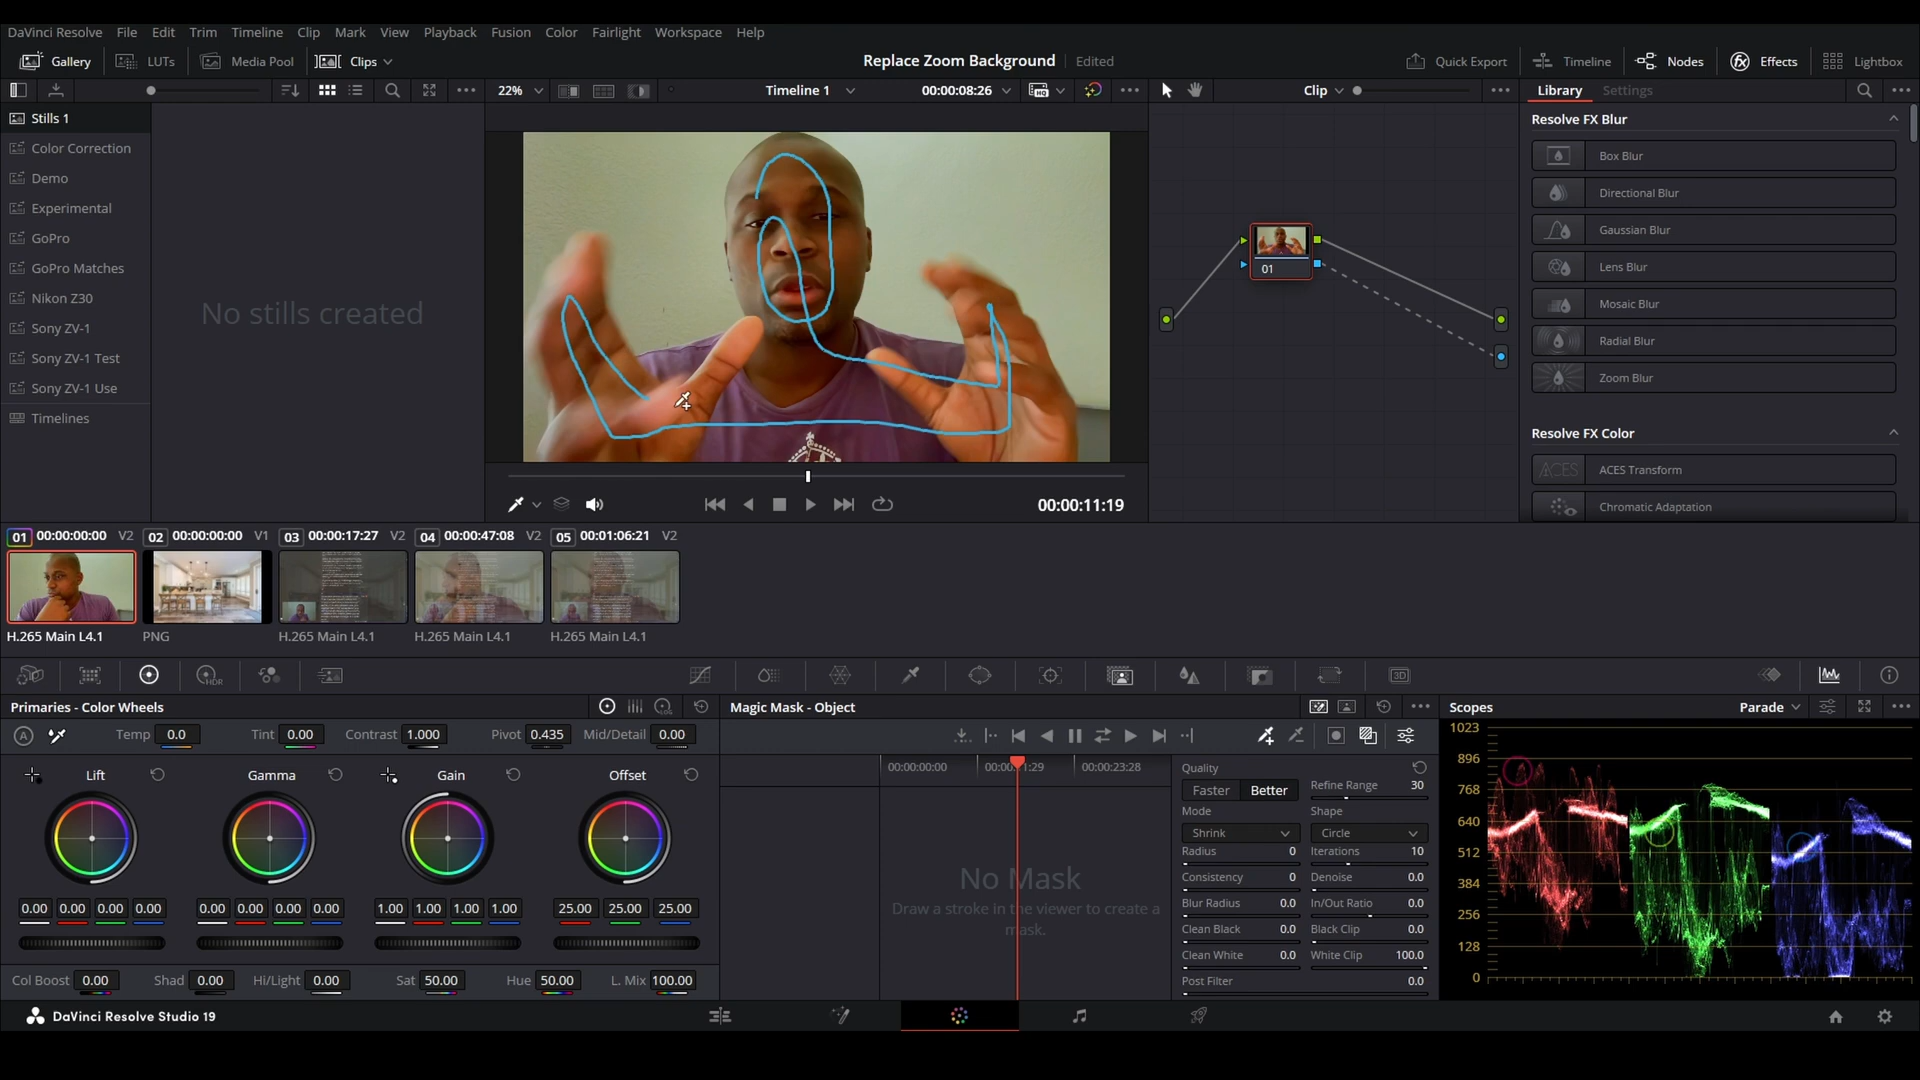 DaVinci Resolve File Edit Trim Timeline Clip Mark View Playback Fusion Color Fairlight Workspace Help
Gallery LUTs Media Pool Clips Replace Zoom Background Edited Quick Export Timeline Nodes Effects Lightbox
22% Timeline 1 00:00:08:26 Clip Library Settings
Stills 1
Color Correction
Demo
Experimental
GoPro
GoPro Matches
Nikon Z30
Sony ZV-1
Sony ZV-1 Test
Sony ZV-1 Use
Timelines
No stills created
00:00:11:19
01
Resolve FX Blur
Box Blur
Directional Blur
Gaussian Blur
Lens Blur
Mosaic Blur
Radial Blur
Zoom Blur
Resolve FX Color
ACES ACES Transform
Chromatic Adaptation
01 00:00:00:00 V2 02 00:00:00:00 V1 03 00:00:17:27 V2 04 00:00:47:08 V2 05 00:01:06:21 V2
H.265 Main L4.1 PNG H.265 Main L4.1 H.265 Main L4.1 H.265 Main L4.1
HDR 3D
Primaries - Color Wheels
A Temp 0.0 Tint 0.00 Contrast 1.000 Pivot 0.435 Mid/Detail 0.00
Lift Gamma Gain Offset
0.00 0.00 0.00 0.00 0.00 0.00 0.00 0.00 1.00 1.00 1.00 1.00 25.00 25.00 25.00
Col Boost 0.00 Shad 0.00 Hi/Light 0.00 Sat 50.00 Hue 50.00 L. Mix 100.00
Magic Mask - Object
00:00:00:00 00:00:11:29 00:00:23:28
No Mask
Draw a stroke in the viewer to create a
mask.
Quality
Faster Better Refine Range 30
Mode Shape
Shrink Circle
Radius 0 Iterations 10
Consistency 0 Denoise 0.0
Blur Radius 0.0 In/Out Ratio 0.0
Clean Black 0.0 Black Clip 0.0
Clean White 0.0 White Clip 100.0
Post Filter 0.0
Scopes Parade
1023
896
768
640
512
384
256
128
0
DaVinci Resolve Studio 19